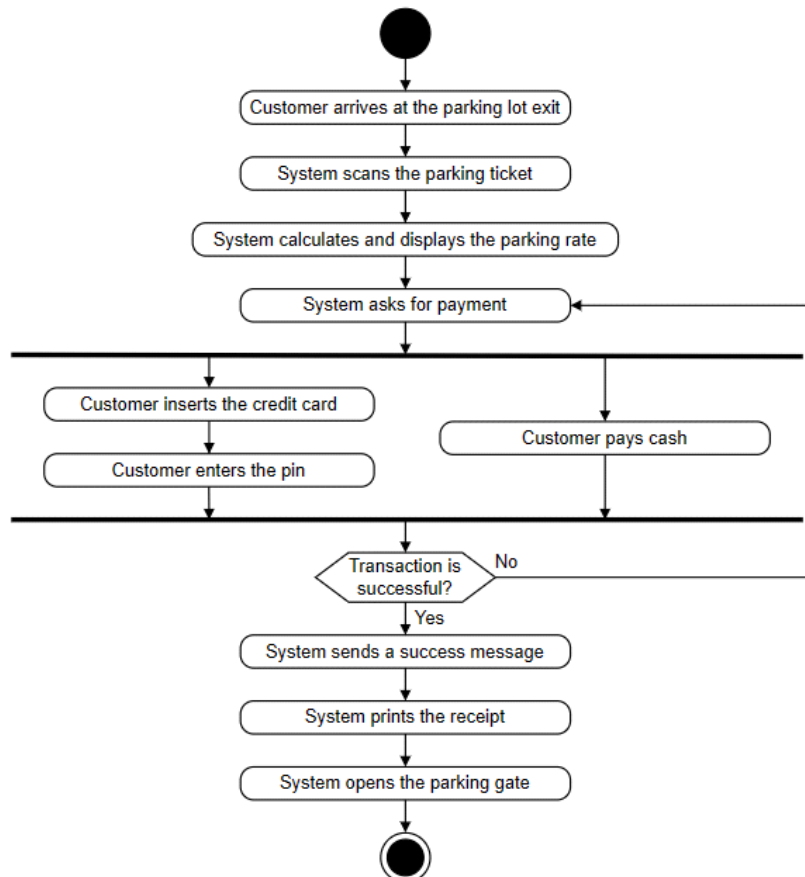 Customer arrives at the parking lot exit
System scans the parking ticket
System calculates and displays the parking rate
System asks for payment
Customer inserts the credit card
Customer pays cash
Customer enters the pin
Transaction is
successful?
No
Yes
System sends a success message
System prints the receipt
System opens the parking gate